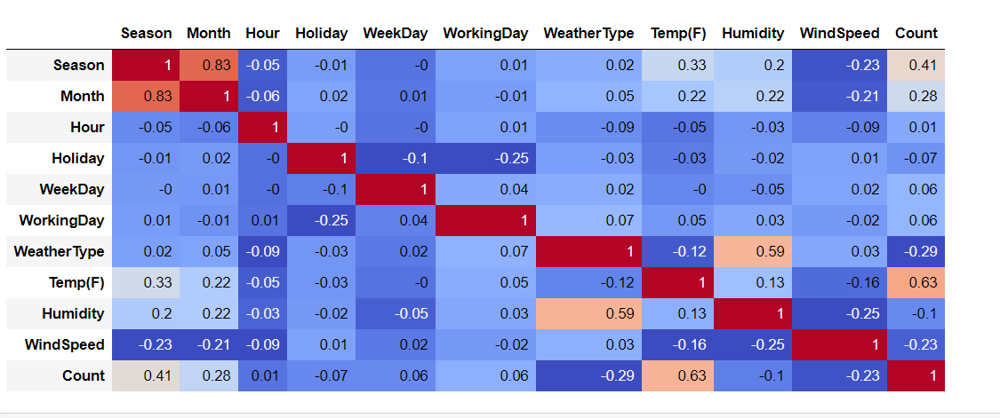 Season Month Hour Holiday WeekDay WorkingDay WeatherType Temp(F) Humidity WindSpeed Count
Season 1 0.83 -0.05 -0.01 -0 0.01 0.02 0.33 0.2 -0.23 0.41
Month 0.83 1 -0.06 0.02 0.01 -0.01 0.05 0.22 0.22 -0.21 0.28
Hour -0.05 -0.06 1 -0 -0 0.01 -0.09 -0.05 -0.03 -0.09 0.01
Holiday -0.01 0.02 -0 1 -0.1 -0.25 -0.03 -0.03 -0.02 0.01 -0.07
WeekDay -0 0.01 -0 -0.1 1 0.04 0.02 -0 -0.05 0.02 0.06
WorkingDay 0.01 -0.01 0.01 -0.25 0.04 1 0.07 0.05 0.03 -0.02 0.06
WeatherType 0.02 0.05 -0.09 -0.03 0.02 0.07 1 -0.12 0.59 0.03 -0.29
Temp(F) 0.33 0.22 -0.05 -0.03 -0 0.05 -0.12 1 0.13 -0.16 0.63
Humidity 0.2 0.22 -0.03 -0.02 -0.05 0.03 0.59 0.13 1 -0.25 -0.1
WindSpeed -0.23 -0.21 -0.09 0.01 0.02 -0.02 0.03 -0.16 -0.25 1 -0.23
Count 0.41 0.28 0.01 -0.07 0.06 0.06 -0.29 0.63 -0.1 -0.23 1